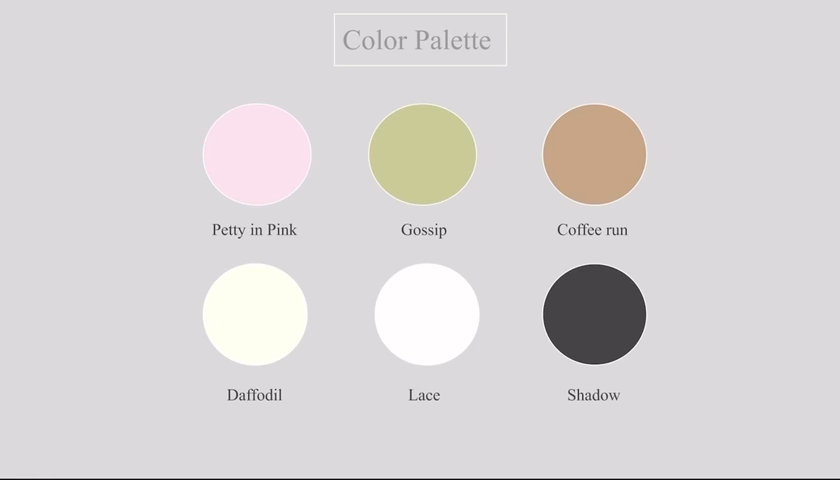 Color Palette
Petty in Pink
Gossip
Coffee run
Daffodil
Lace
Shadow